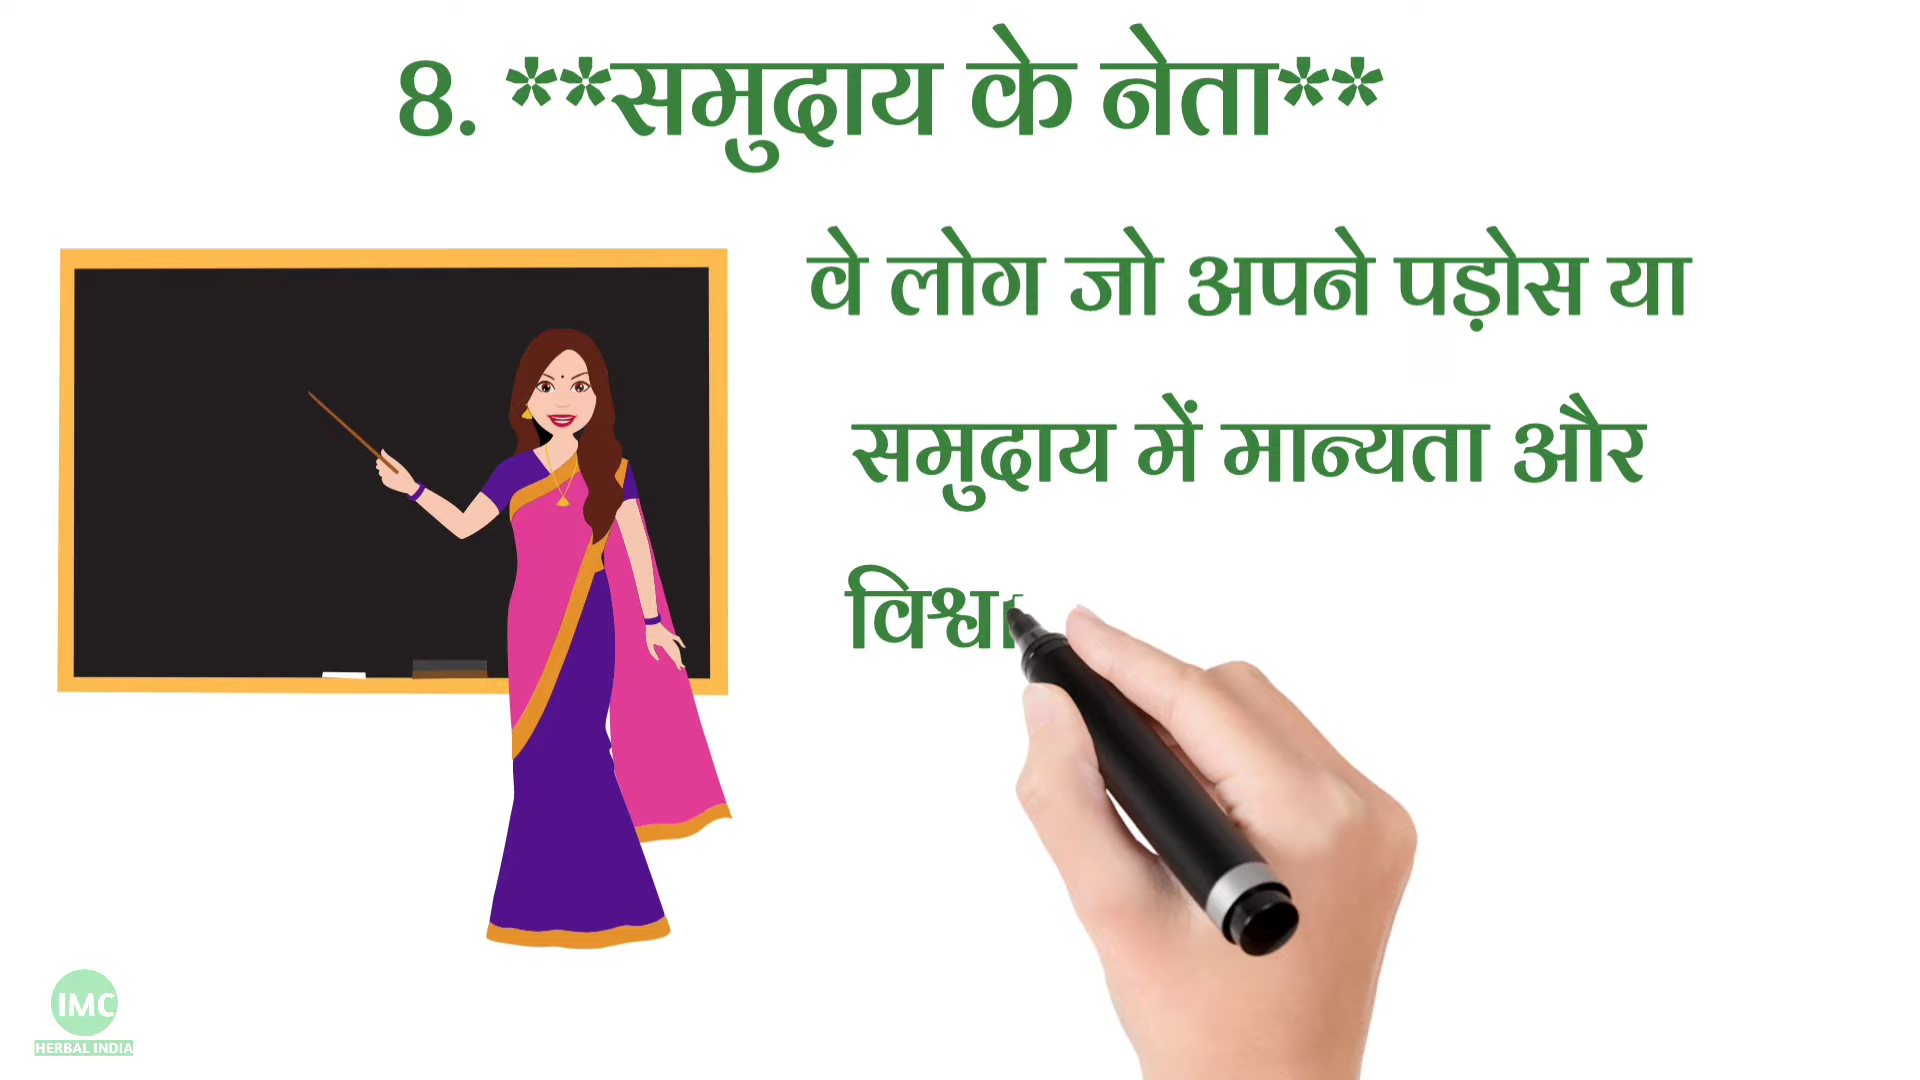 8. **समुदाय के नेता**
वे लोग जो अपने पड़ोस या
समुदाय में मान्यता और
विश्वा
IMC
HERBAL INDIA